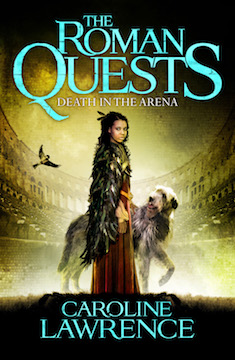 THE
ROMAN
QUESTS
DEATH IN THE ARENA
CAROLINE
LAWRENCE